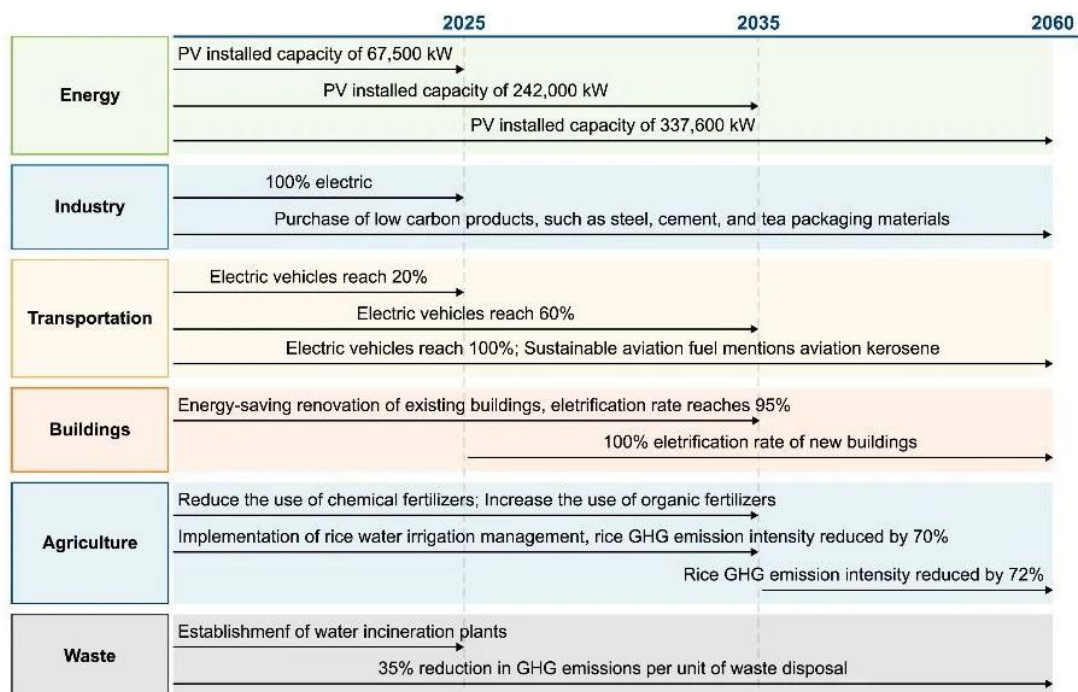 2025 2035 2060
Energy
PV installed capacity of 67,500 kW
PV installed capacity of 242,000 kW
PV installed capacity of 337,600 kW
Industry
100% electric
Purchase of low carbon products, such as steel, cement, and tea packaging materials
Transportation
Electric vehicles reach 20%
Electric vehicles reach 60%
Electric vehicles reach 100%; Sustainable aviation fuel mentions aviation kerosene
Buildings
Energy-saving renovation of existing buildings, eletrification rate reaches 95%
100% eletrification rate of new buildings
Agriculture
Reduce the use of chemical fertilizers; Increase the use of organic fertilizers
Implementation of rice water irrigation management, rice GHG emission intensity reduced by 70%
Rice GHG emission intensity reduced by 72%
Waste
Establishment of water incineration plants
35% reduction in GHG emissions per unit of waste disposal